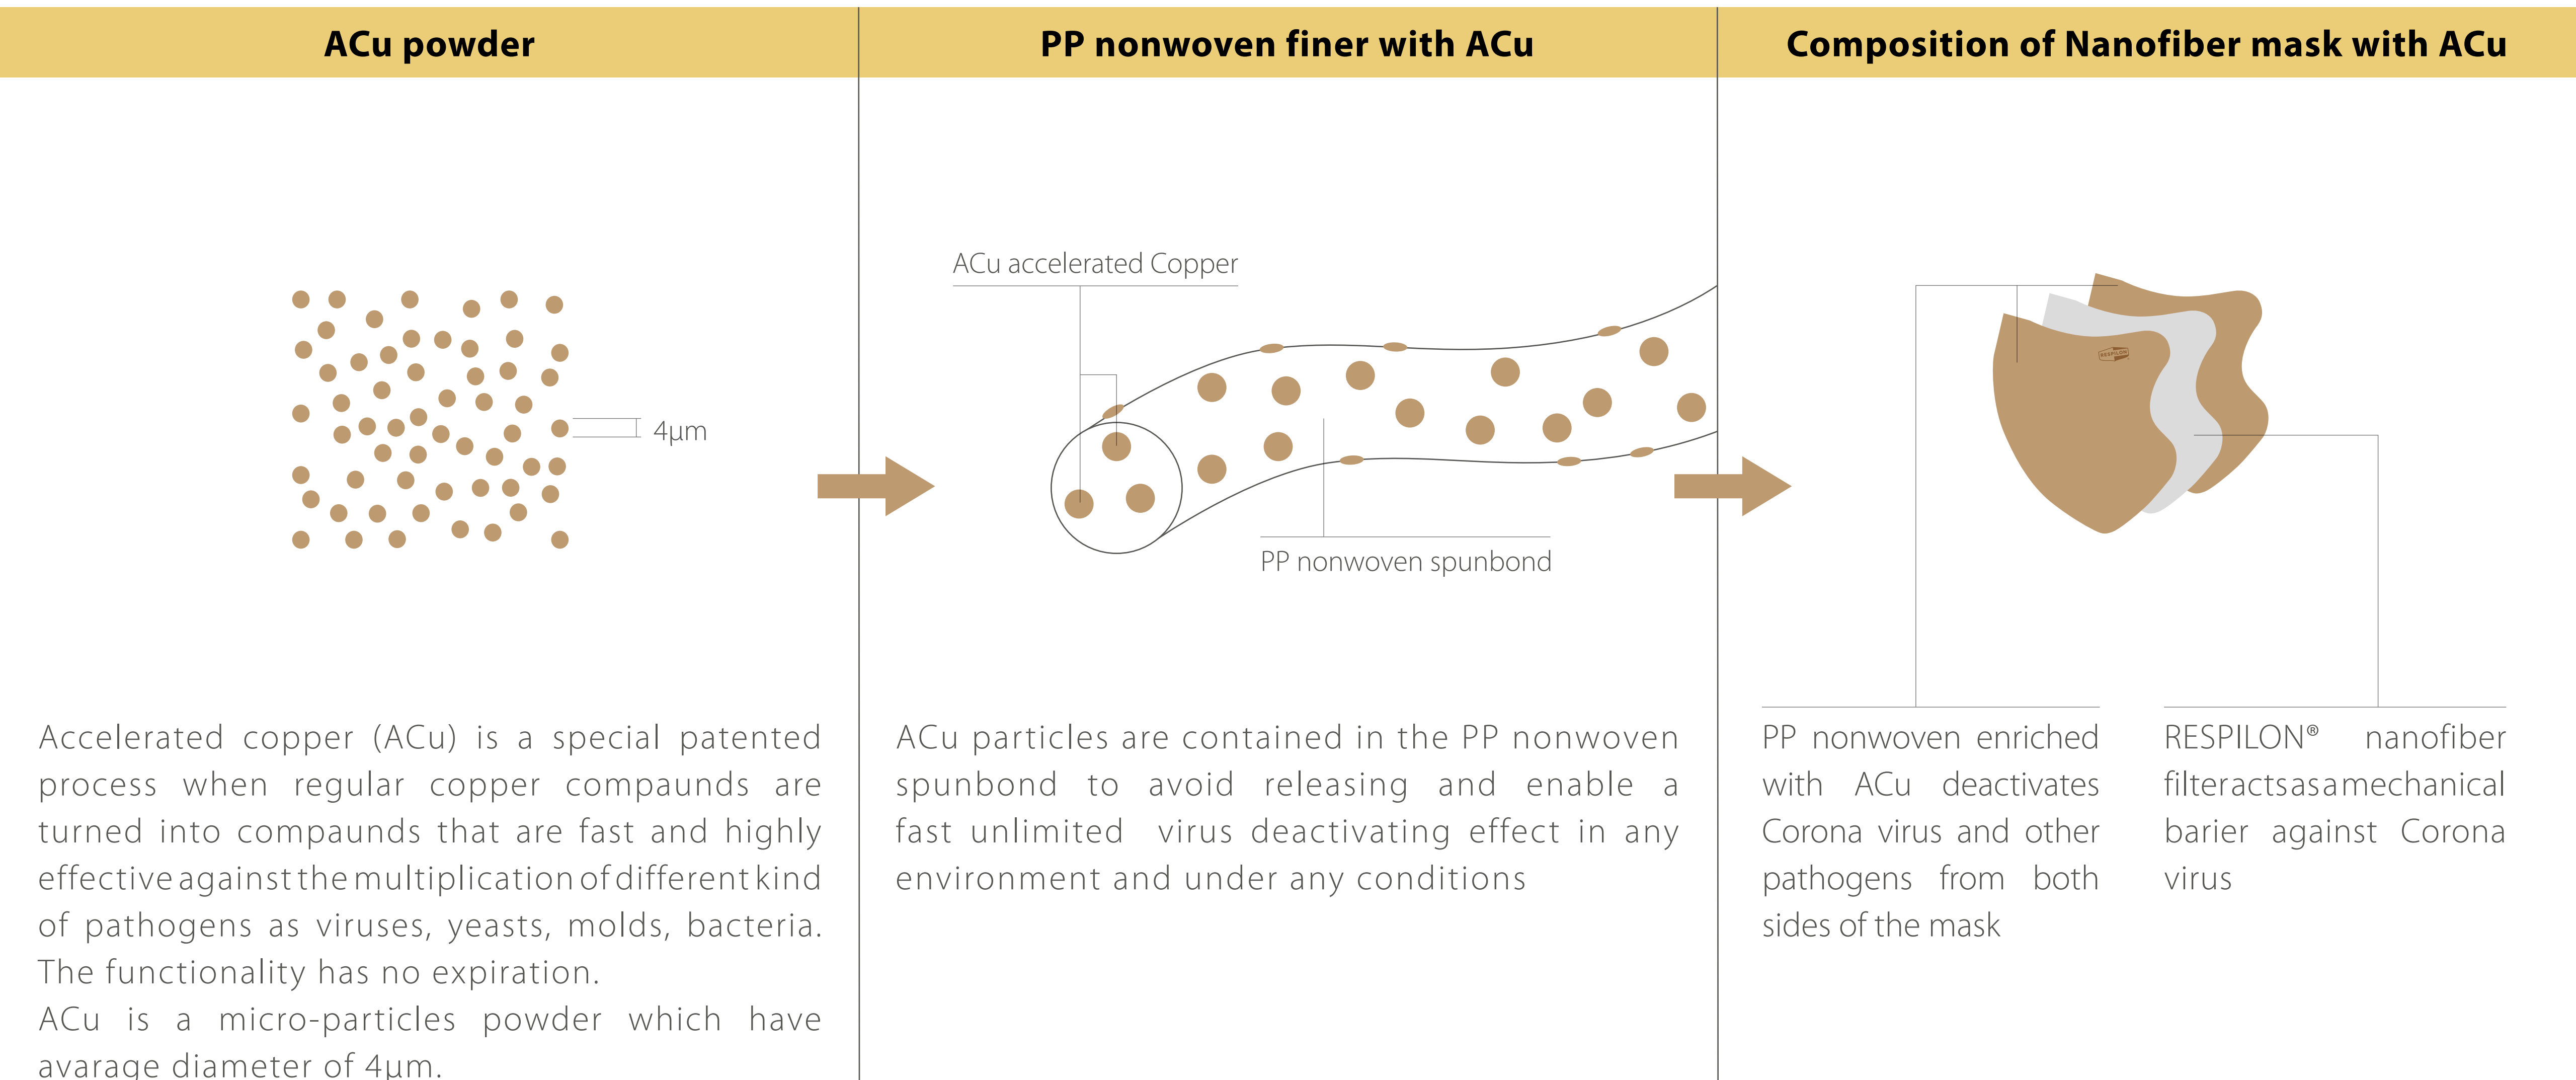 ACu powder
PP nonwoven finer with ACu
Composition of Nanofiber mask with ACu
4µm
ACu accelerated Copper
PP nonwoven spunbond
RESPILON
Accelerated copper (ACu) is a special patented
process when regular copper compaunds are
turned into compaunds that are fast and highly
effective against the multiplication of different kind
of pathogens as viruses, yeasts, molds, bacteria.
The functionality has no expiration.
ACu is a micro-particles powder which have
avarage diameter of 4µm.
ACu particles are contained in the PP nonwoven
spunbond to avoid releasing and enable a
fast unlimited virus deactivating effect in any
environment and under any conditions
PP nonwoven enriched
with ACu deactivates
Corona virus and other
pathogens from both
sides of the mask
RESPILON® nanofiber
filter acts as a mechanical
barier against Corona
virus